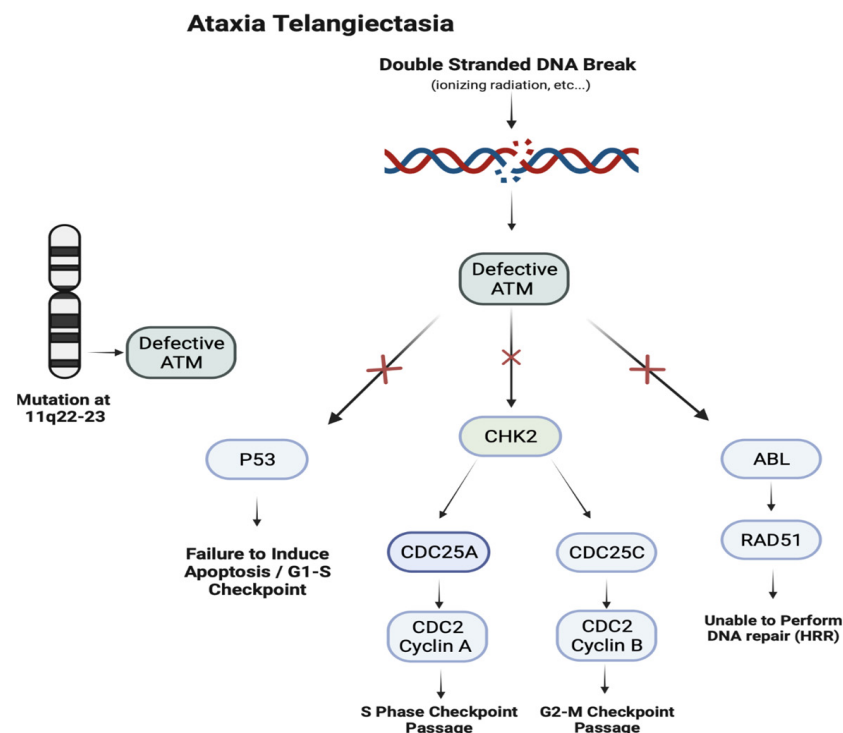 Ataxia Telangiectasia
Double Stranded DNA Break
(ionizing radiation, etc...)
Defective
ATM
Defective
ATM
Mutation at
11q22-23
P53
CHK2
ABL
Failure to Induce
Apoptosis / G1-S
Checkpoint
CDC25A
CDC25C
RAD51
CDC2
Cyclin A
CDC2
Cyclin B
Unable to Perform
DNA repair (HRR)
S Phase Checkpoint
Passage
G2-M Checkpoint
Passage